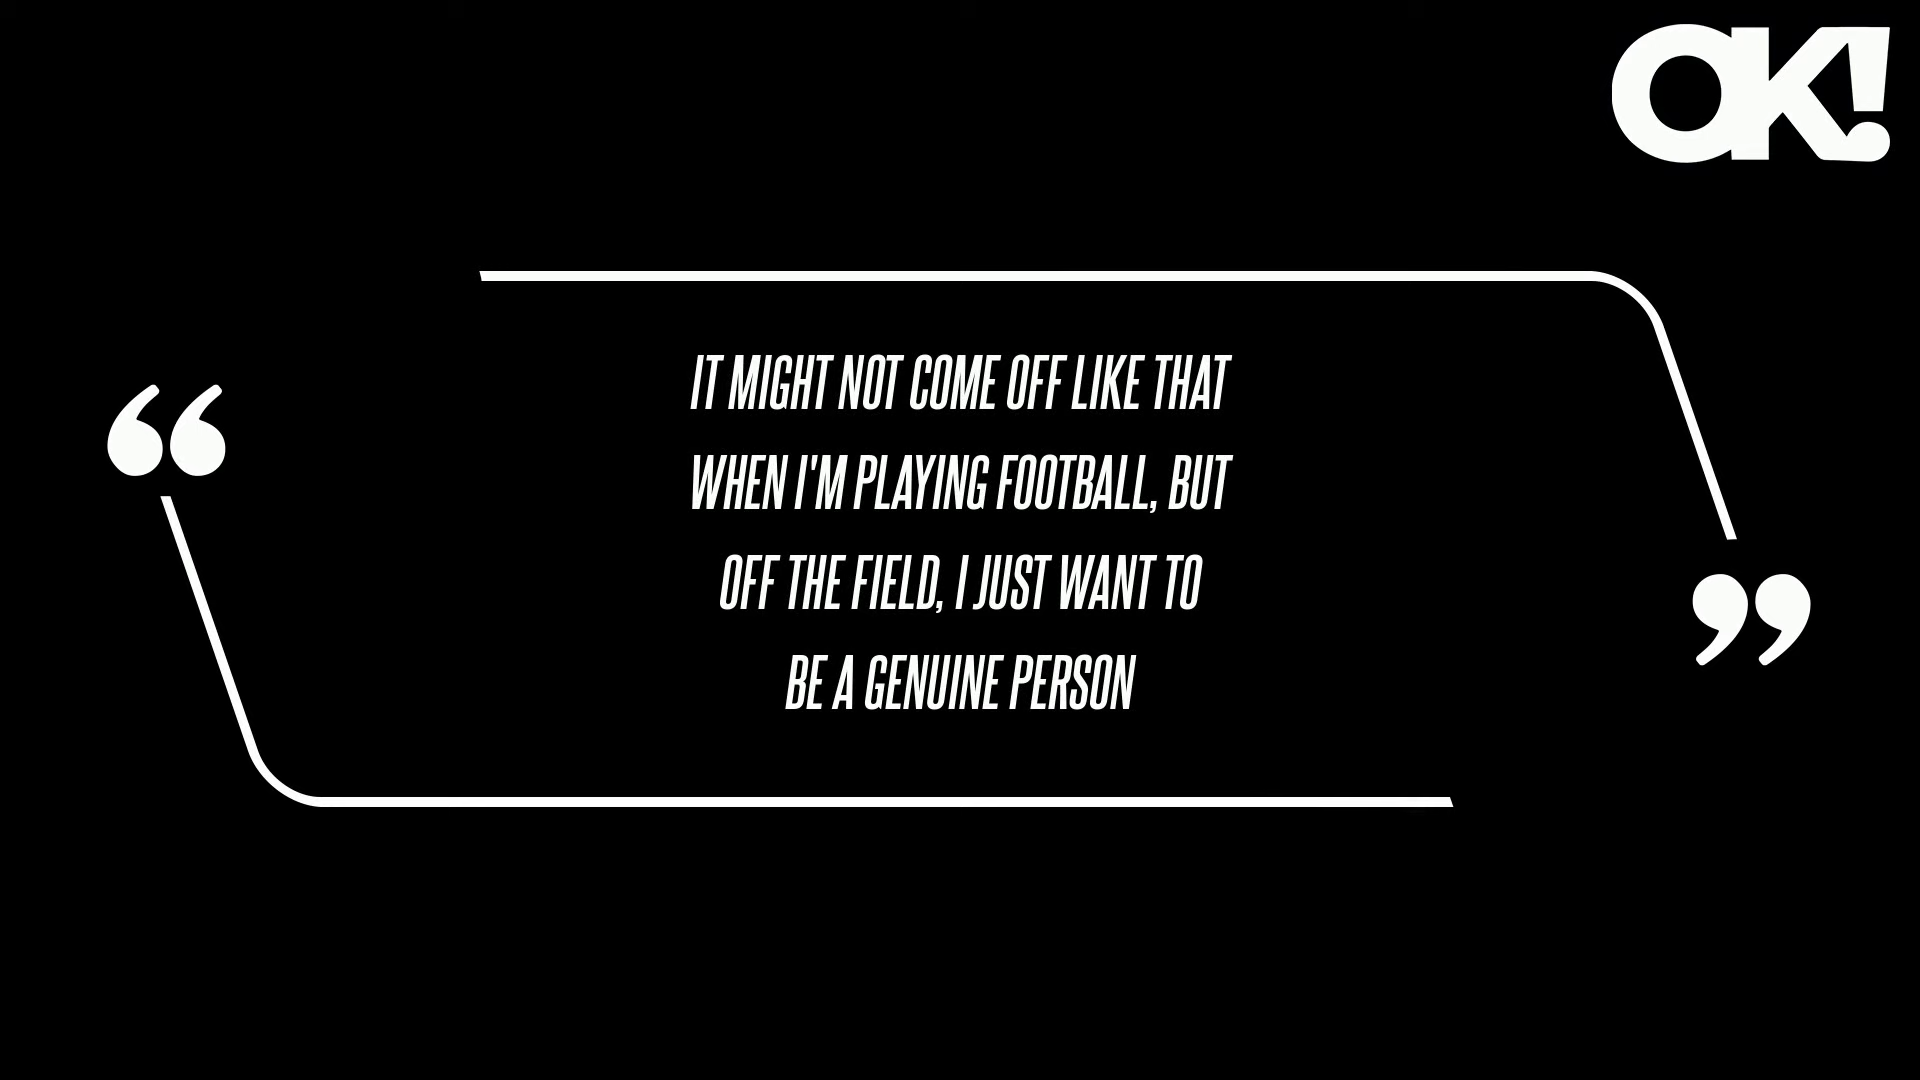 OK!
“
IT MIGHT NOT COME OFF LIKE THAT
WHEN I'M PLAYING FOOTBALL, BUT
OFF THE FIELD, I JUST WANT TO
BE A GENUINE PERSON
”